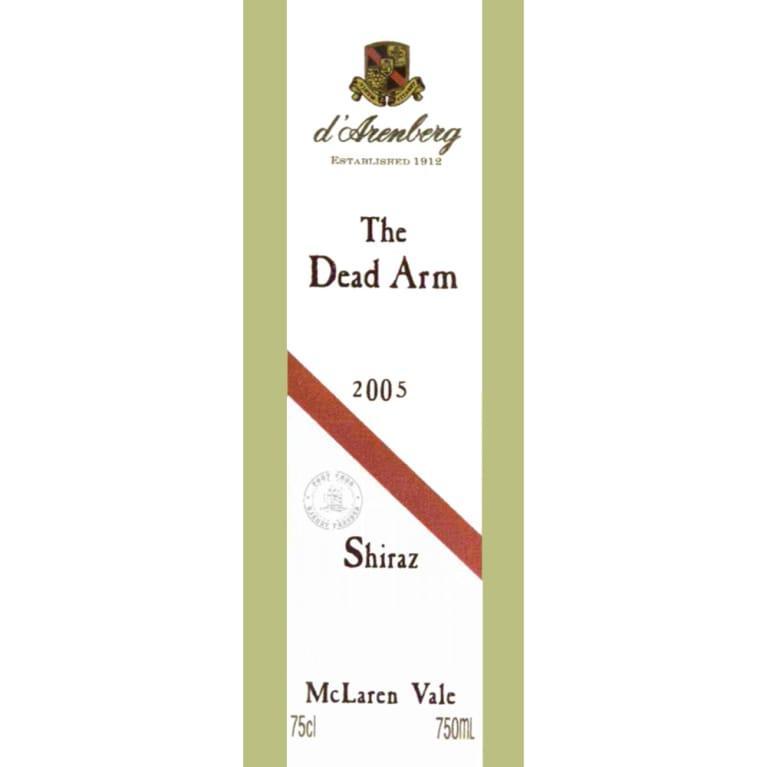 d'Arenberg
ESTABLISHED 1912
The
Dead Arm
2005
Shiraz
McLaren Vale
75cl 750mL